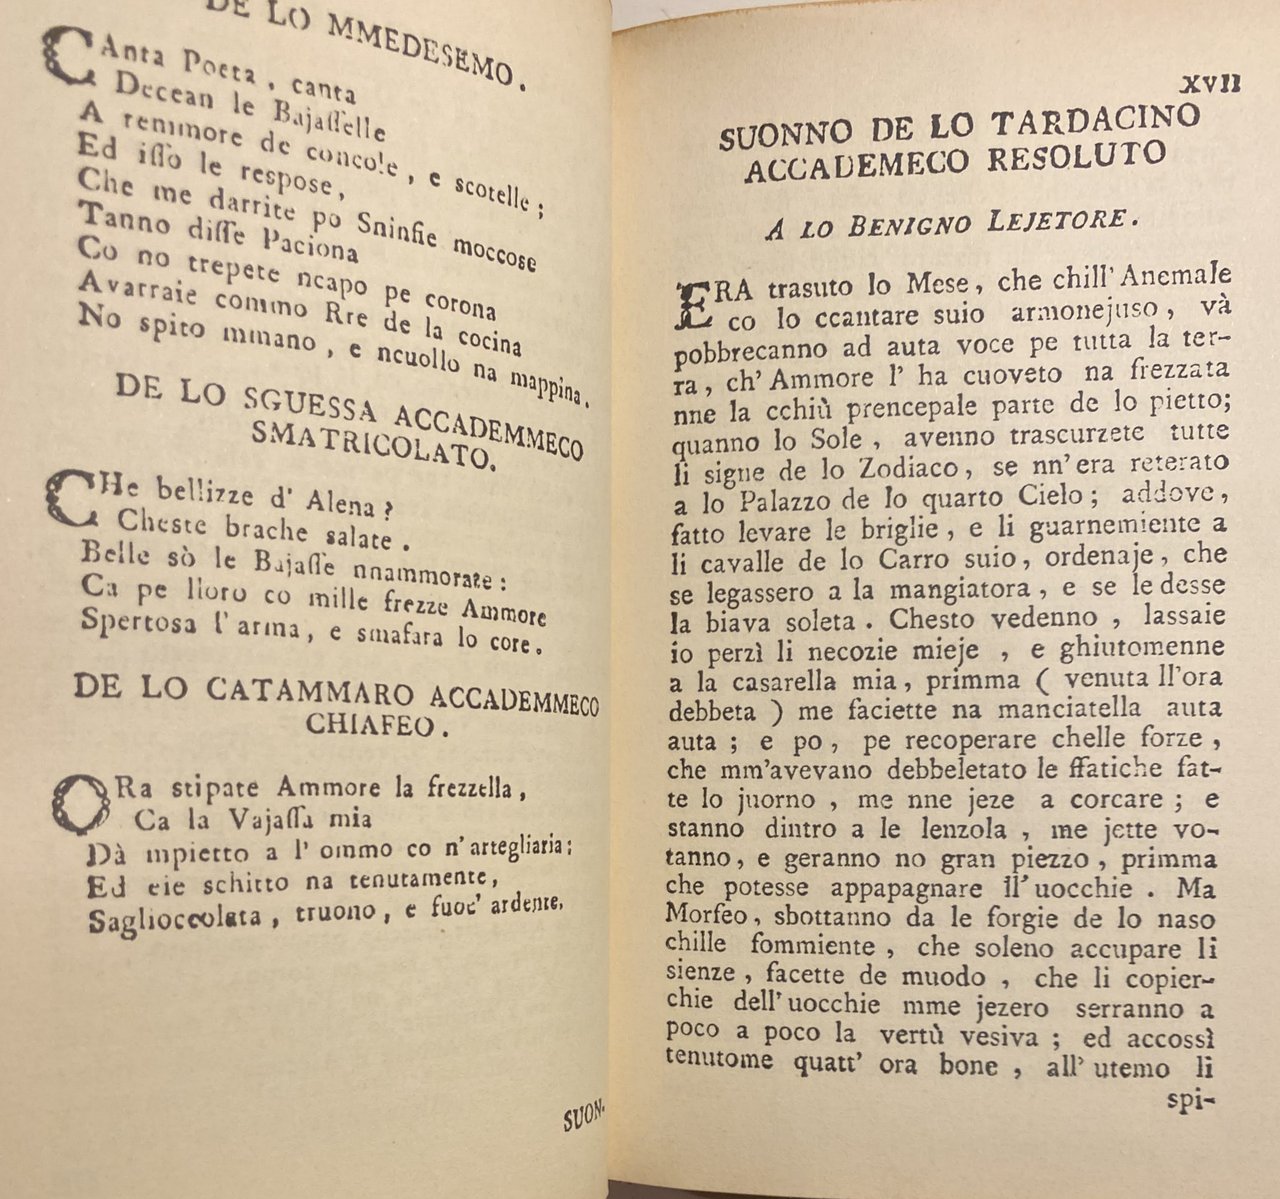 DE LO MMEDESEMO.
CAnta Poeta, canta
Decean le Bajaſſelle
A remmore de concole, e scotelle;
Ed iſſo le respose,
Che me darrite po Sninfie moccose
Tanno diſſe Paciona
Co no trepete ncapo pe corona
Avarraie commo Rre de la cocina
No spito mmano, e ncuollo na mappina.
DE LO SGUESSA ACCADEMMECO
SMATRICOLATO.
CHe bellizze d' Alena?
Cheste brache salate.
Belle sò le Bajaſſe nnammorate:
Ca pe lloro co mille frezze Ammore
Spertosa l'arma, e smafara lo core.
DE LO CATAMMARO ACCADEMMECO
CHIAFEO.
ORa stipate Ammore la frezzella,
Ca la Vajaſſa mia
Dà mpietto a l' ommo co n'artegliaria;
Ed eie schitto na tenutamente,
Saglioccolata, truono, e fuoc' ardente.
SUON-
XVII
SUONNO DE LO TARDACINO
ACCADEMECO RESOLUTO
A LO BENIGNO LEJETORE.
ERA trasuto lo Mese, che chill' Anemale
co lo ccantare suio armonejuso, và
pobbrecanno ad auta voce pe tutta la ter-
ra, ch' Ammore l' ha cuoveto na frezzata
nne la cchiù prencepale parte de lo pietto;
quanno lo Sole, avenno trascurzete tutte
li signe de lo Zodiaco, se nn'era reterato
a lo Palazzo de lo quarto Cielo; addove,
fatto levare le briglie, e li guarnemiente a
li cavalle de lo Carro suio, ordenaje, che
se legassero a la mangiatora, e se le desse
la biava soleta. Chesto vedenno, lassaie
io perzì li necozie mieje, e ghiutomenne
a la casarella mia, primma ( venuta ll'ora
debbeta ) me faciette na manciatella auta
auta; e po, pe recoperare chelle forze,
che mm'avevano debbeletato le ffatiche fat-
te lo juorno, me nne jeze a corcare; e
stanno dintro a le lenzola, me jette vo-
tanno, e geranno no gran piezzo, primma
che potesse appapagnare ll'uocchie. Ma
Morfeo, sbottanno da le forgie de lo naso
chille fommiente, che soleno accupare li
sienze, facette de muodo, che li copier-
chie dell'uocchie mme jezero serranno a
poco a poco la vertù vesiva; ed accossì
tenutome quatt' ora bone, all' utemo li
spi-